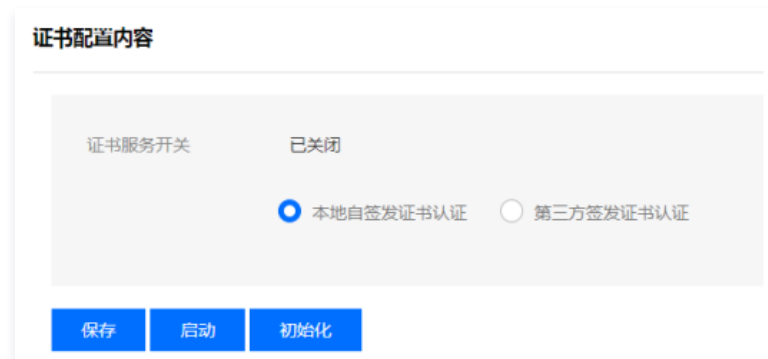 证书配置内容
证书服务开关 已关闭
本地自签发证书认证 第三方签发证书认证
保存 启动 初始化